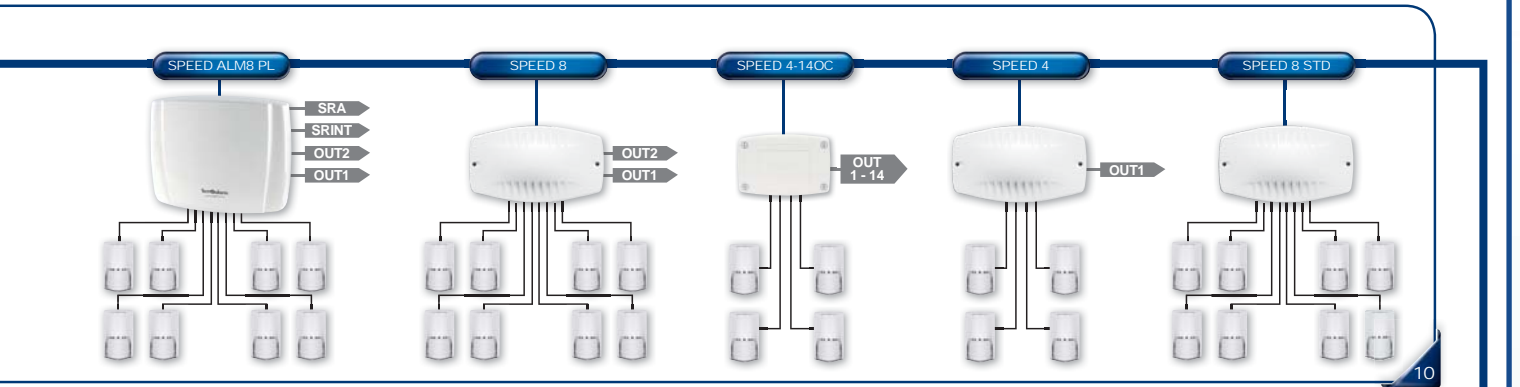 SPEED ALM8 PL
SPEED 8
SPEED 4-14OC
SPEED 4
SPEED 8 STD
SRA
SRINT
OUT2
OUT1
OUT2
OUT1
OUT
1 - 14
OUT1
10